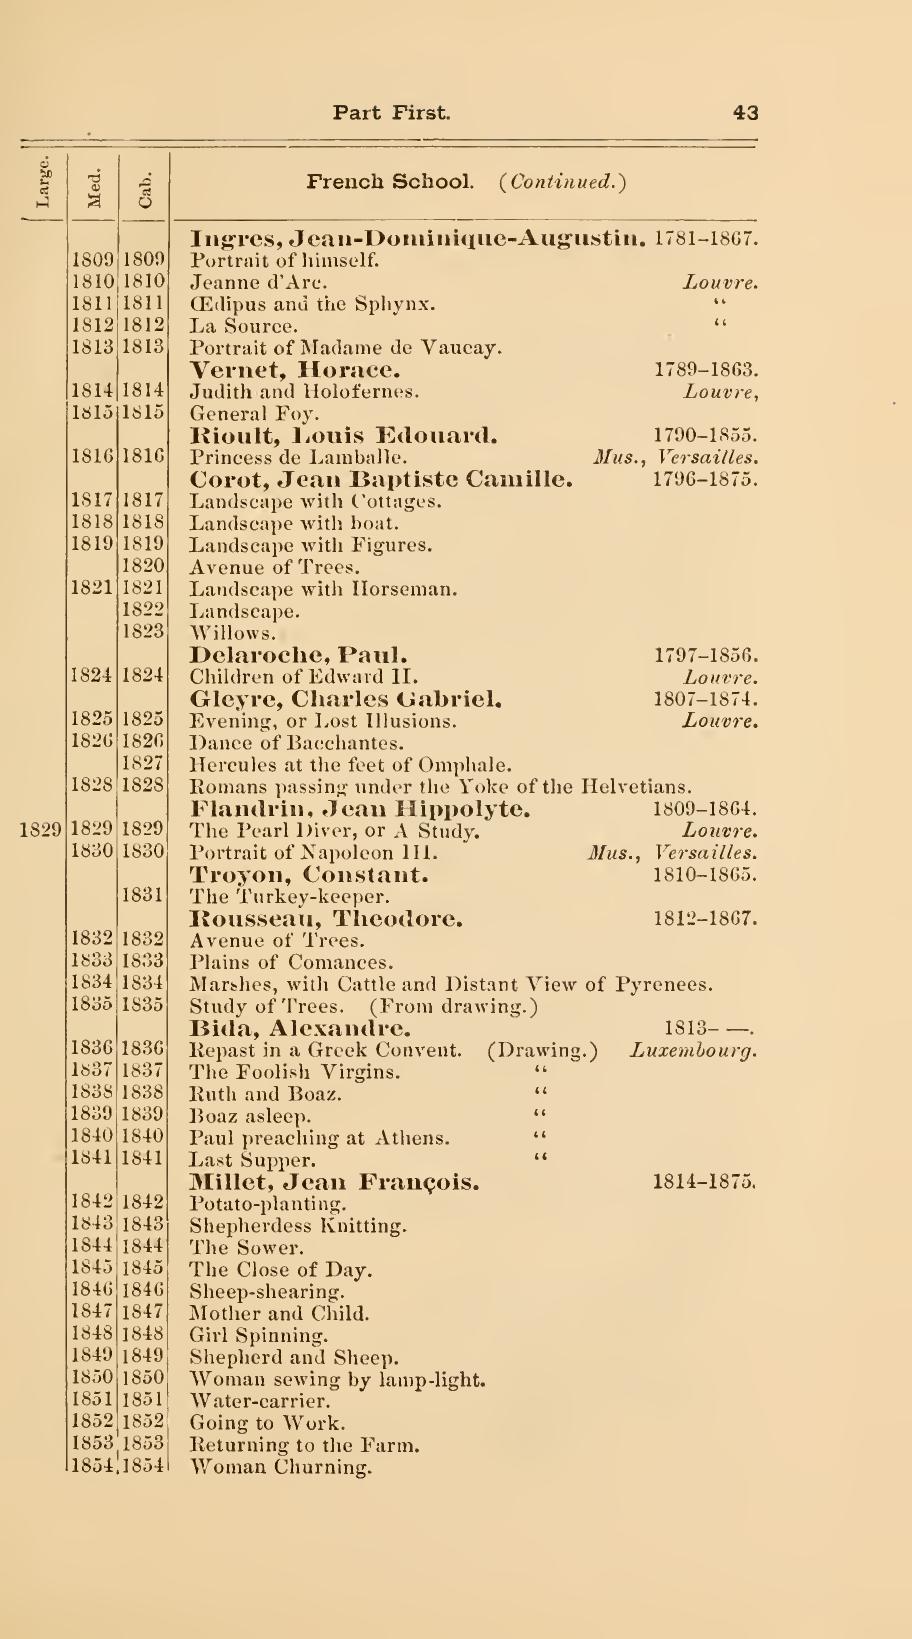 Part First. 43
Large. Med. Cab. French School. (Continued.)
Ingres, Jean-Dominique-Augustin. 1781–1867.
1809 1809 Portrait of himself.
1810 1810 Jeanne d'Arc. Louvre.
1811 1811 Œdipus and the Sphynx. “
1812 1812 La Source. “
1813 1813 Portrait of Madame de Vaucay.
Vernet, Horace. 1789–1863.
1814 1814 Judith and Holofernes. Louvre,
1815 1815 General Foy.
Rioult, Louis Edouard. 1790–1855.
1816 1816 Princess de Lamballe. Mus., Versailles.
Corot, Jean Baptiste Camille. 1796–1875.
1817 1817 Landscape with Cottages.
1818 1818 Landscape with boat.
1819 1819 Landscape with Figures.
1820 Avenue of Trees.
1821 1821 Landscape with Horseman.
1822 Landscape.
1823 Willows.
Delaroche, Paul. 1797–1856.
1824 1824 Children of Edward II. Louvre.
Gleyre, Charles Gabriel. 1807–1874.
1825 1825 Evening, or Lost Illusions. Louvre.
1826 1826 Dance of Bacchantes.
1827 Hercules at the feet of Omphale.
1828 1828 Romans passing under the Yoke of the Helvetians.
Flandrin, Jean Hippolyte. 1809–1864.
1829 1829 1829 The Pearl Diver, or A Study. Louvre.
1830 1830 Portrait of Napoleon III. Mus., Versailles.
Troyon, Constant. 1810–1865.
1831 The Turkey-keeper.
Rousseau, Theodore. 1812–1867.
1832 1832 Avenue of Trees.
1833 1833 Plains of Comances.
1834 1834 Marshes, with Cattle and Distant View of Pyrenees.
1835 1835 Study of Trees. (From drawing.)
Bida, Alexandre. 1813– —.
1836 1836 Repast in a Greek Convent. (Drawing.) Luxembourg.
1837 1837 The Foolish Virgins. “
1838 1838 Ruth and Boaz. “
1839 1839 Boaz asleep. “
1840 1840 Paul preaching at Athens. “
1841 1841 Last Supper. “
Millet, Jean François. 1814–1875.
1842 1842 Potato-planting.
1843 1843 Shepherdess Knitting.
1844 1844 The Sower.
1845 1845 The Close of Day.
1846 1846 Sheep-shearing.
1847 1847 Mother and Child.
1848 1848 Girl Spinning.
1849 1849 Shepherd and Sheep.
1850 1850 Woman sewing by lamp-light.
1851 1851 Water-carrier.
1852 1852 Going to Work.
1853 1853 Returning to the Farm.
1854 1854 Woman Churning.